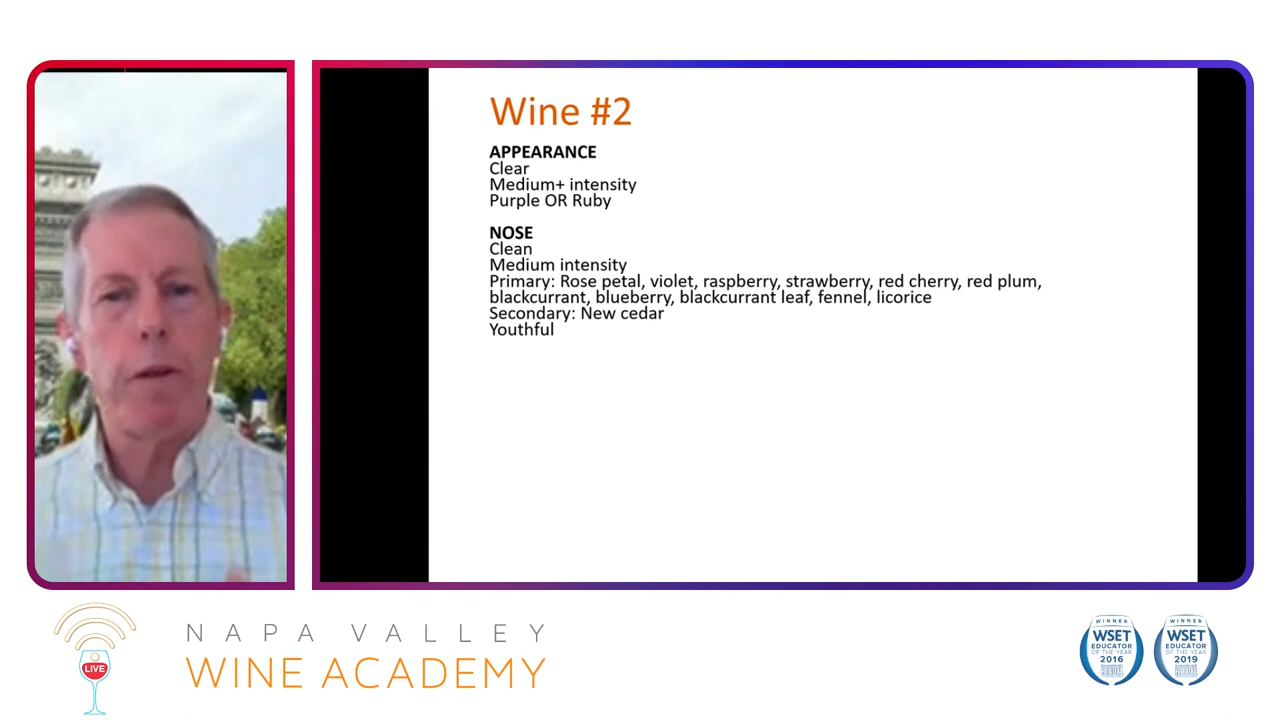 Wine #2
APPEARANCE
Clear
Medium+ intensity
Purple OR Ruby
NOSE
Clean
Medium intensity
Primary: Rose petal, violet, raspberry, strawberry, red cherry, red plum,
blackcurrant, blueberry, blackcurrant leaf, fennel, licorice
Secondary: New cedar
Youthful
LIVE
NAPA VALLEY
WINE ACADEMY
WINNER
WSET
EDUCATOR
OF THE YEAR
2016
WINNER
WSET
EDUCATOR
OF THE YEAR
2019